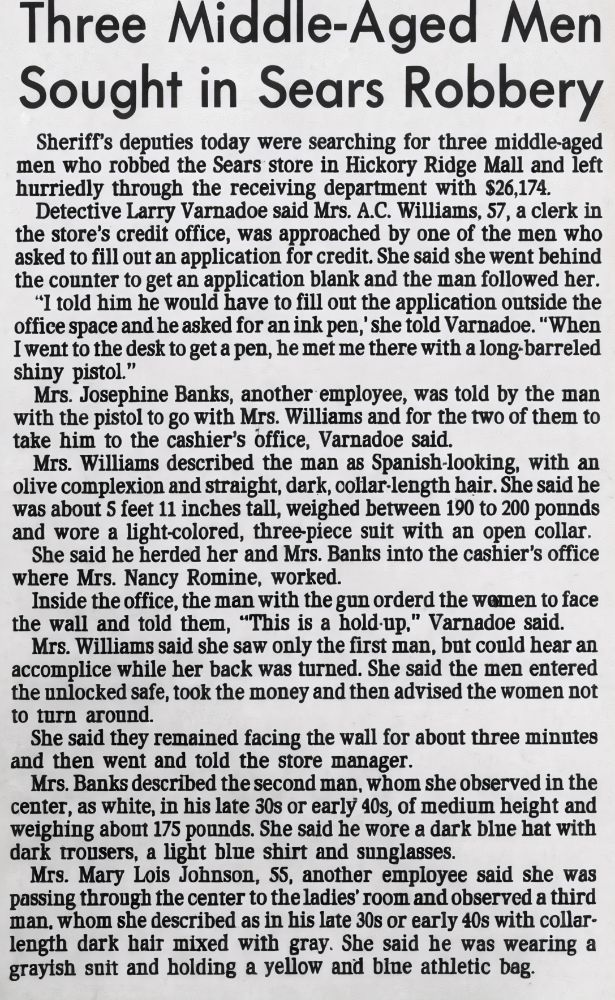 Three Middle-Aged Men
Sought in Sears Robbery
Sheriff's deputies today were searching for three middle-aged
men who robbed the Sears store in Hickory Ridge Mall and left
hurriedly through the receiving department with $26,174.
Detective Larry Varnadoe said Mrs. A.C. Williams, 57, a clerk in
the store's credit office, was approached by one of the men who
asked to fill out an application for credit. She said she went behind
the counter to get an application blank and the man followed her.
"I told him he would have to fill out the application outside the
office space and he asked for an ink pen,' she told Varnadoe. "When
I went to the desk to get a pen, he met me there with a long-barreled
shiny pistol."
Mrs. Josephine Banks, another employee, was told by the man
with the pistol to go with Mrs. Williams and for the two of them to
take him to the cashier's office, Varnadoe said.
Mrs. Williams described the man as Spanish-looking, with an
olive complexion and straight, dark, collar-length hair. She said he
was about 5 feet 11 inches tall, weighed between 190 to 200 pounds
and wore a light-colored, three-piece suit with an open collar.
She said he herded her and Mrs. Banks into the cashier's office
where Mrs. Nancy Romine, worked.
Inside the office, the man with the gun orderd the women to face
the wall and told them, "This is a hold-up," Varnadoe said.
Mrs. Williams said she saw only the first man, but could hear an
accomplice while her back was turned. She said the men entered
the unlocked safe, took the money and then advised the women not
to turn around.
She said they remained facing the wall for about three minutes
and then went and told the store manager.
Mrs. Banks described the second man, whom she observed in the
center, as white, in his late 30s or early 40s, of medium height and
weighing about 175 pounds. She said he wore a dark blue hat with
dark trousers, a light blue shirt and sunglasses.
Mrs. Mary Lois Johnson, 55, another employee said she was
passing through the center to the ladies' room and observed a third
man, whom she described as in his late 30s or early 40s with collar-
length dark hair mixed with gray. She said he was wearing a
grayish suit and holding a yellow and blue athletic bag.